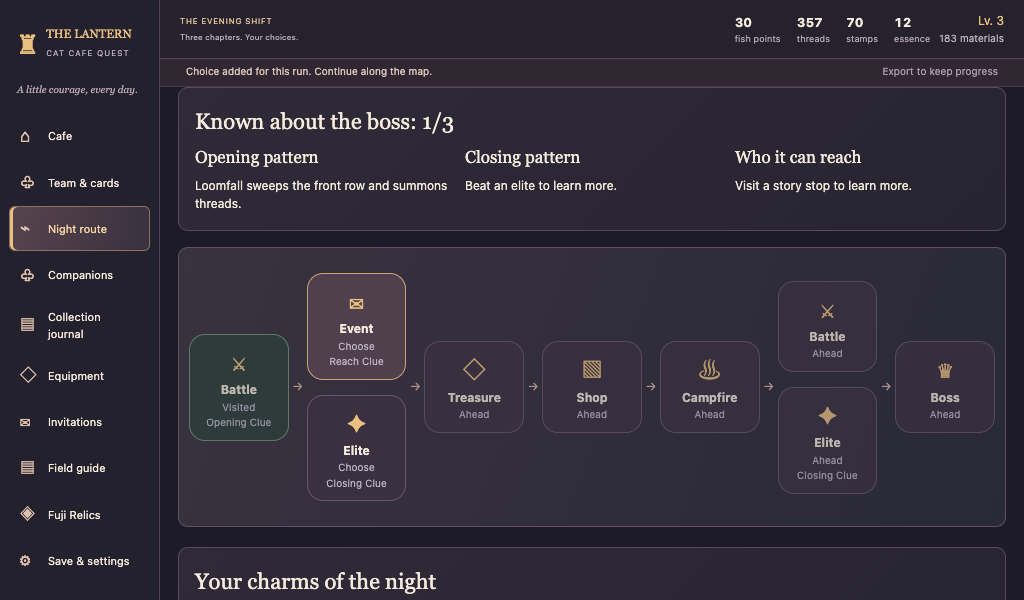 THE LANTERN
CAT CAFE QUEST
A little courage, every day.
Cafe
Team & cards
Night route
Companions
Collection
journal
Equipment
Invitations
Field guide
Fuji Relics
Save & settings
THE EVENING SHIFT
Three chapters. Your choices.
30
fish points
357
threads
70
stamps
12
essence
Lv. 3
183 materials
Choice added for this run. Continue along the map.
Export to keep progress
Known about the boss: 1/3
Opening pattern
Loomfall sweeps the front row and summons
threads.
Closing pattern
Beat an elite to learn more.
Who it can reach
Visit a story stop to learn more.
Battle
Visited
Opening Clue
Event
Choose
Reach Clue
Elite
Choose
Closing Clue
Treasure
Ahead
Shop
Ahead
Campfire
Ahead
Battle
Ahead
Elite
Ahead
Closing Clue
Boss
Ahead
Your charms of the night